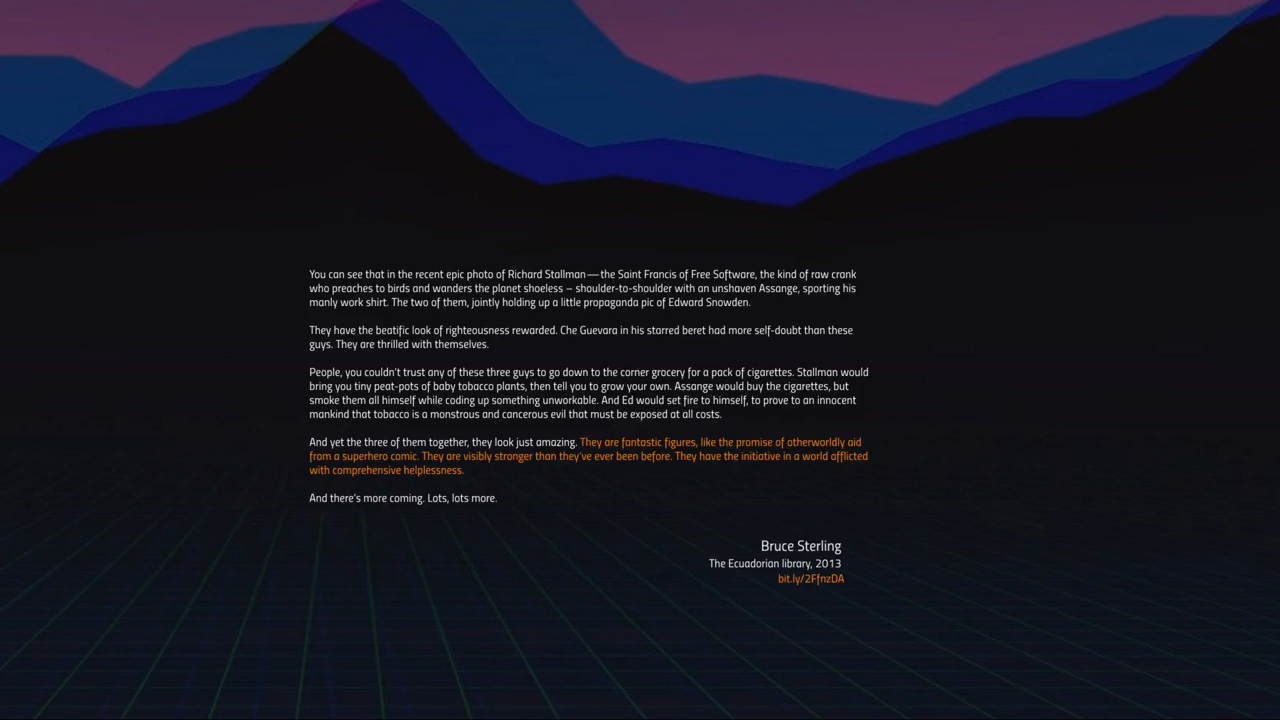 You can see that in the recent epic photo of Richard Stallman—the Saint Francis of Free Software, the kind of raw crank
who preaches to birds and wanders the planet shoeless – shoulder-to-shoulder with an unshaven Assange, sporting his
manly work shirt. The two of them, jointly holding up a little propaganda pic of Edward Snowden.
They have the beatific look of righteousness rewarded. Che Guevara in his starred beret had more self-doubt than these
guys. They are thrilled with themselves.
People, you couldn't trust any of these three guys to go down to the corner grocery for a pack of cigarettes. Stallman would
bring you tiny peat-pots of baby tobacco plants, then tell you to grow your own. Assange would buy the cigarettes, but
smoke them all himself while coding up something unworkable. And Ed would set fire to himself, to prove to an innocent
mankind that tobacco is a monstrous and cancerous evil that must be exposed at all costs.
And yet the three of them together, they look just amazing. They are fantastic figures, like the promise of otherworldly aid
from a superhero comic. They are visibly stronger than they've ever been before. They have the initiative in a world afflicted
with comprehensive helplessness.
And there's more coming. Lots, lots more.
Bruce Sterling
The Ecuadorian library, 2013
bit.ly/2FfnzDA